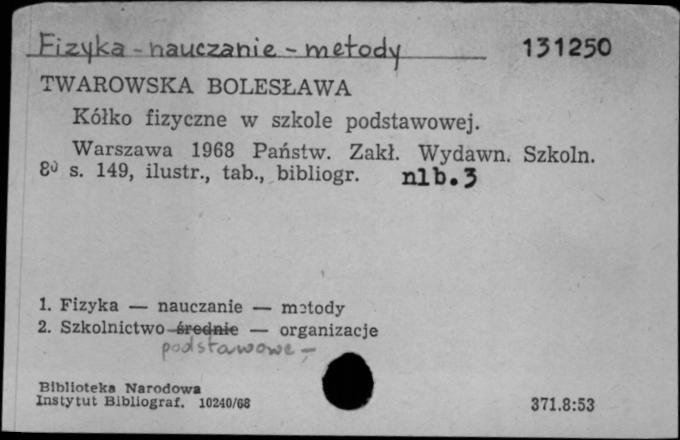 Fizyka - nauczanie - metody 131250
TWAROWSKA BOLESŁAWA
Kółko fizyczne w szkole podstawowej.
Warszawa 1968 Państw. Zakł. Wydawn. Szkoln.
8⁰ s. 149, ilustr., tab., bibliogr. nlb.3
1. Fizyka — nauczanie — metody
2. Szkolnictwo średnie — organizacje
podstawowe -
Biblioteka Narodowa
Instytut Bibliograf. 10240/68
371.8:53